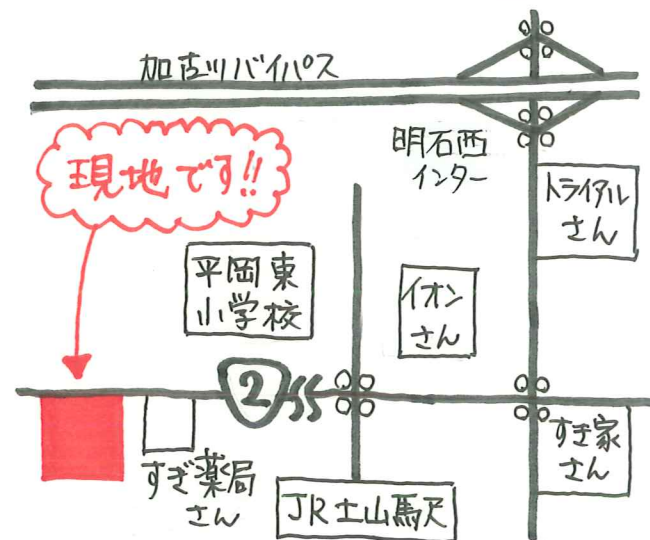 加古川バイパス
明石西
インター
現地です!!
トライアル
さん
平岡東
小学校
イオン
さん
2
すぎ薬局
さん
JR土山駅
すき家
さん